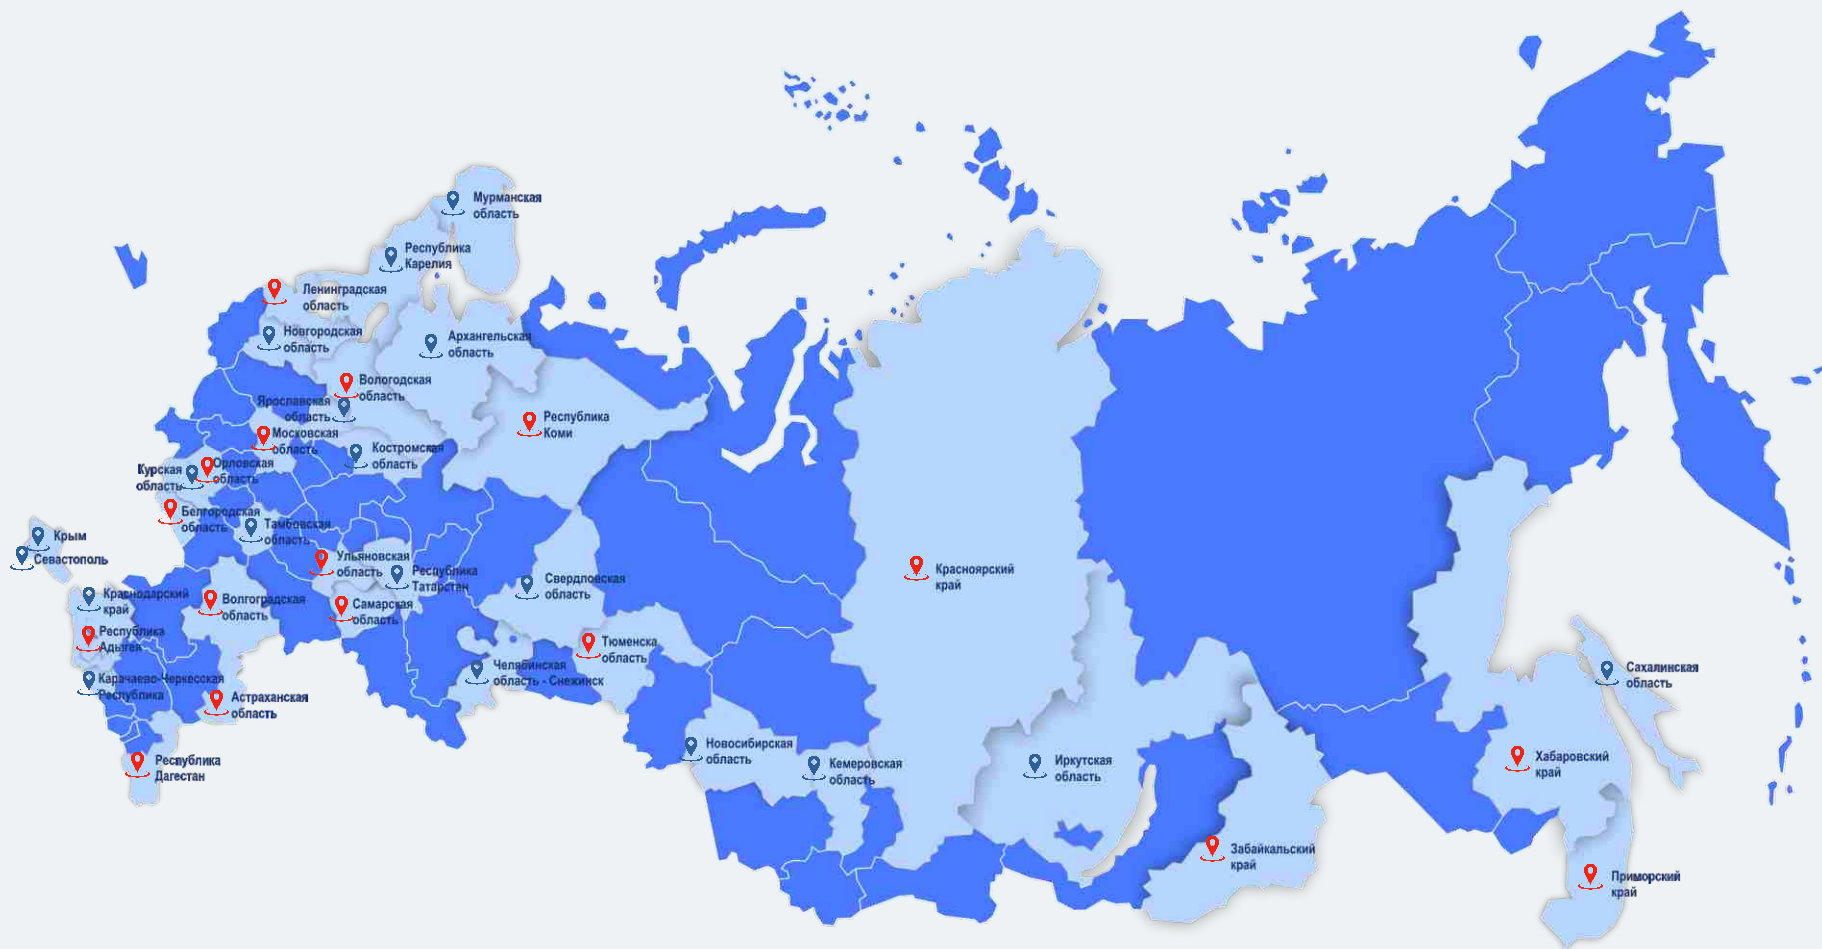 Мурманская
область
Республика
Карелия
Ленинградская
область
Новгородская
область
Архангельская
область
Вологодская
область
Ярославская
область
Республика
Коми
Московская
область
Костромская
область
Орловская
область
Курская
область
Белгородская
область
Тамбовская
область
Крым
Севастополь
Ульяновская
область
Республика
Татарстан
Свердловская
область
Красноярский
край
Краснодарский
край
Волгоградская
область
Самарская
область
Республика
Адыгея
Тюменска
область
Челябинская
область - Снежинск
Сахалинская
область
Карачаево-Черкесская
Республика
Астраханская
область
Новосибирская
область
Кемеровская
область
Иркутская
область
Хабаровский
край
Республика
Дагестан
Забайкальский
край
Приморский
край